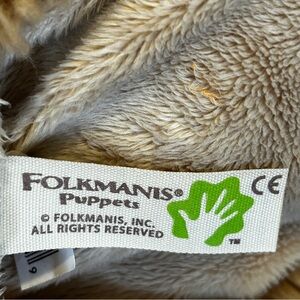 FOLKMANIS®
Puppets
© FOLKMANIS, INC.
ALL RIGHTS RESERVED
CE
™